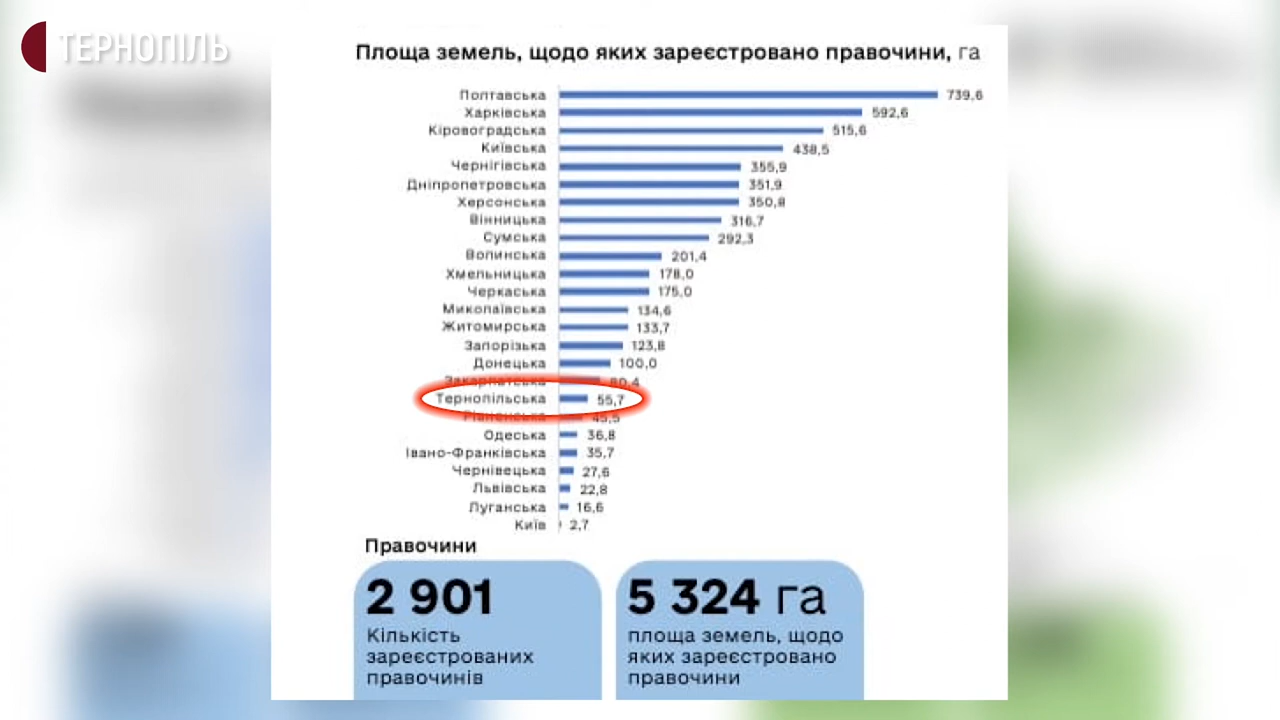 ТЕРНОПІЛЬ
Площа земель, щодо яких зареєстровано правочини, га
Полтавська 739,6
Харківська 592,6
Кіровоградська 515,6
Київська 438,5
Чернігівська 355,9
Дніпропетровська 351,9
Херсонська 350,8
Вінницька 316,7
Сумська 292,3
Волинська 201,4
Хмельницька 178,0
Черкаська 175,0
Миколаївська 134,6
Житомирська 133,7
Запорізька 123,8
Донецька 100,0
Закарпатська 80,4
Тернопільська 55,7
Рівненська 45,5
Одеська 36,8
Івано-Франківська 35,7
Чернівецька 27,6
Львівська 22,8
Луганська 16,6
Київ 2,7
Правочини
2 901
Кількість
зареєстрованих
правочинів
5 324 га
площа земель, щодо
яких зареєстровано
правочини